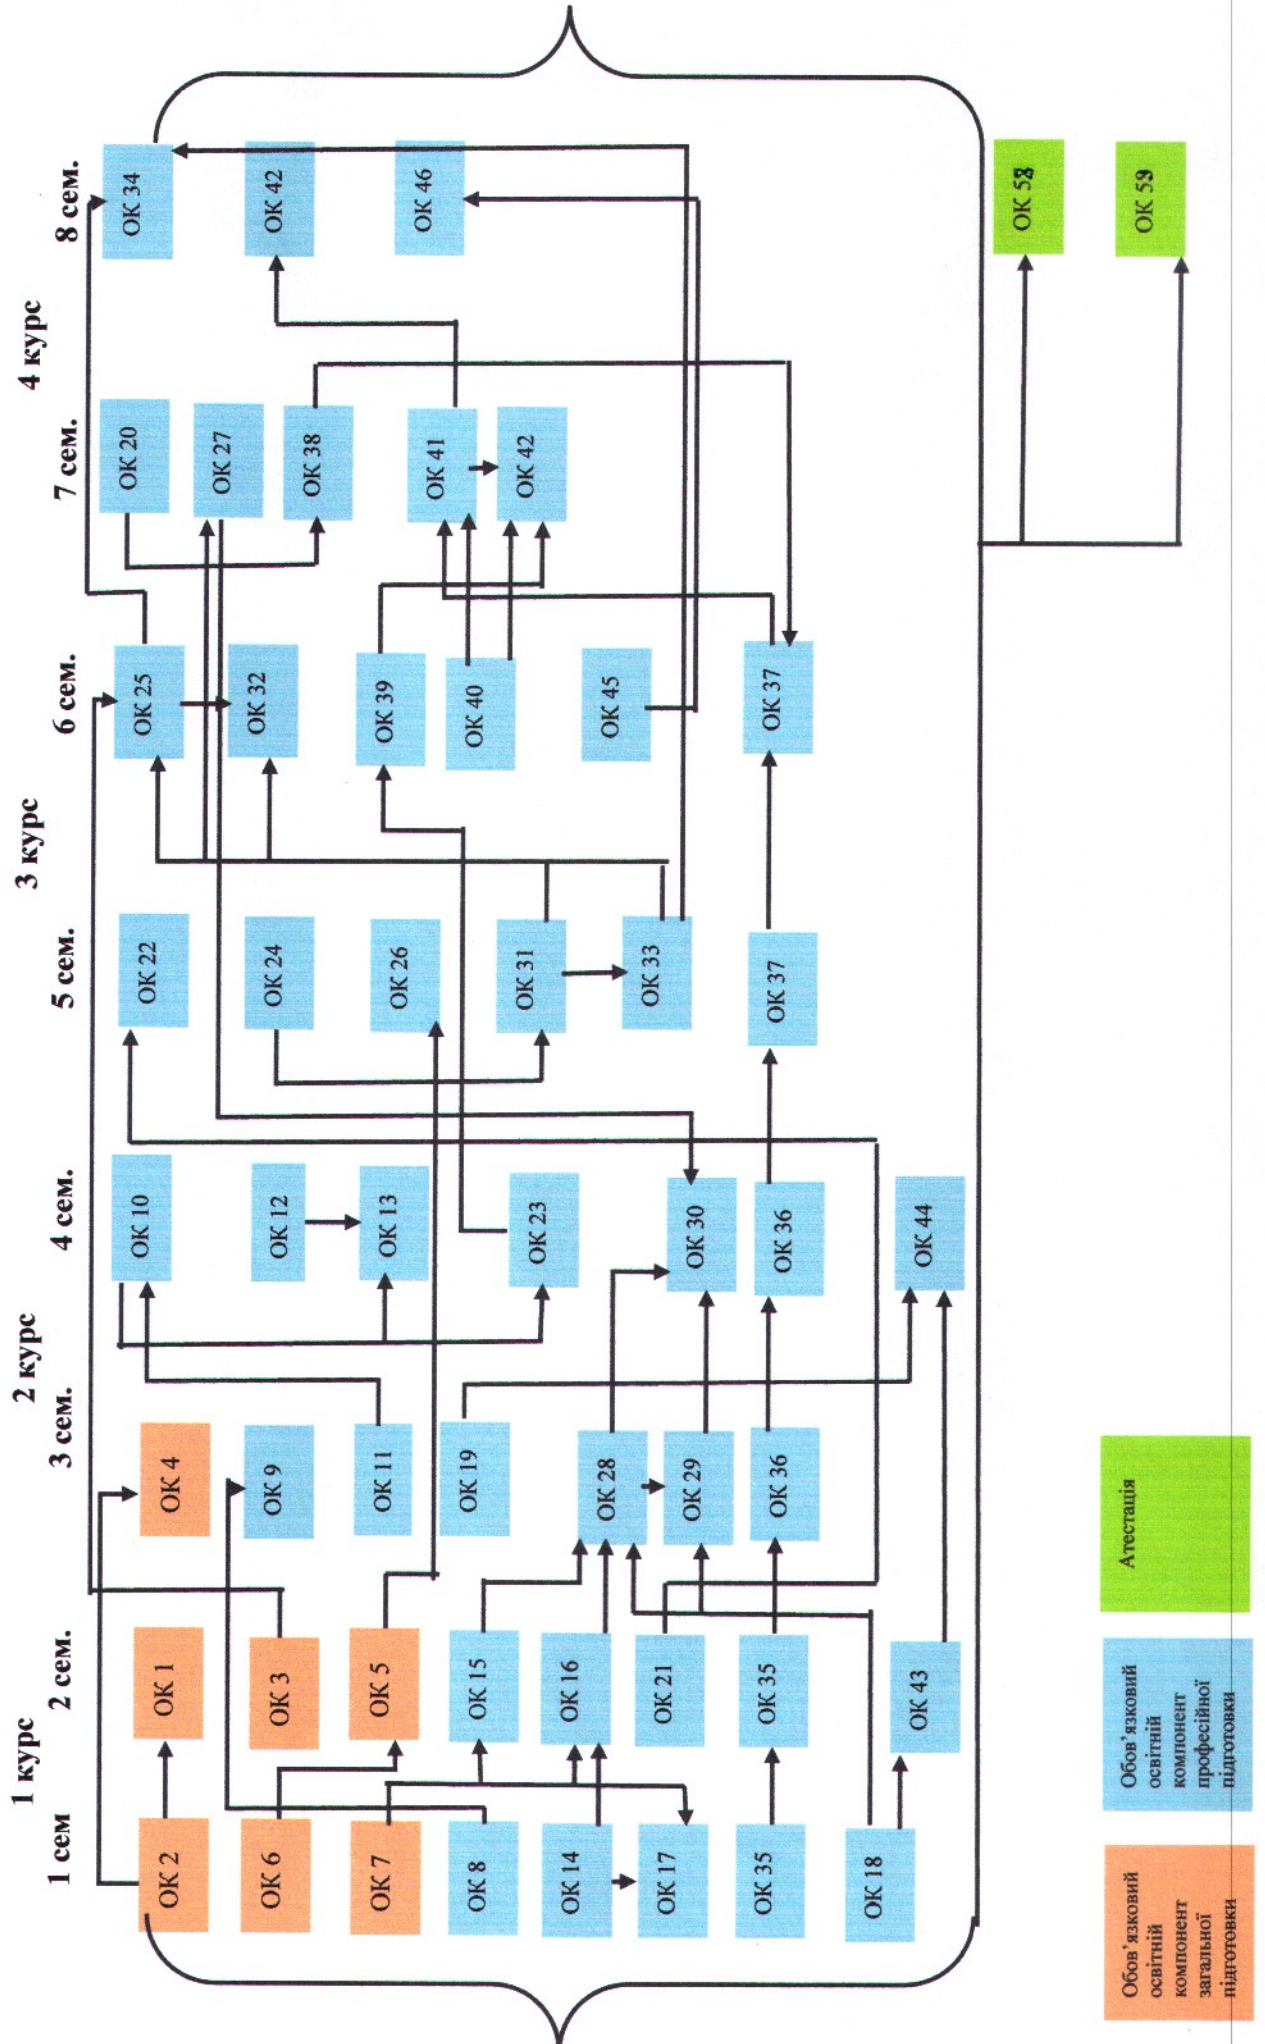 1 курс
2 курс
3 курс
4 курс
1 сем
2 сем.
3 сем.
4 сем.
5 сем.
6 сем.
7 сем.
8 сем.
ОК 2
ОК 6
ОК 7
ОК 8
ОК 14
ОК 17
ОК 35
ОК 18
ОК 1
ОК 3
ОК 5
ОК 15
ОК 16
ОК 21
ОК 35
ОК 43
ОК 4
ОК 9
ОК 11
ОК 19
ОК 28
ОК 29
ОК 36
ОК 10
ОК 12
ОК 13
ОК 23
ОК 30
ОК 36
ОК 44
ОК 22
ОК 24
ОК 26
ОК 31
ОК 33
ОК 37
ОК 25
ОК 32
ОК 39
ОК 40
ОК 45
ОК 37
ОК 20
ОК 27
ОК 38
ОК 41
ОК 42
ОК 34
ОК 42
ОК 46
ОК
ОК
Обов’язковий
освітній
компонент
загальної
підготовки
Обов’язковий
освітній
компонент
професійної
підготовки
Атестація